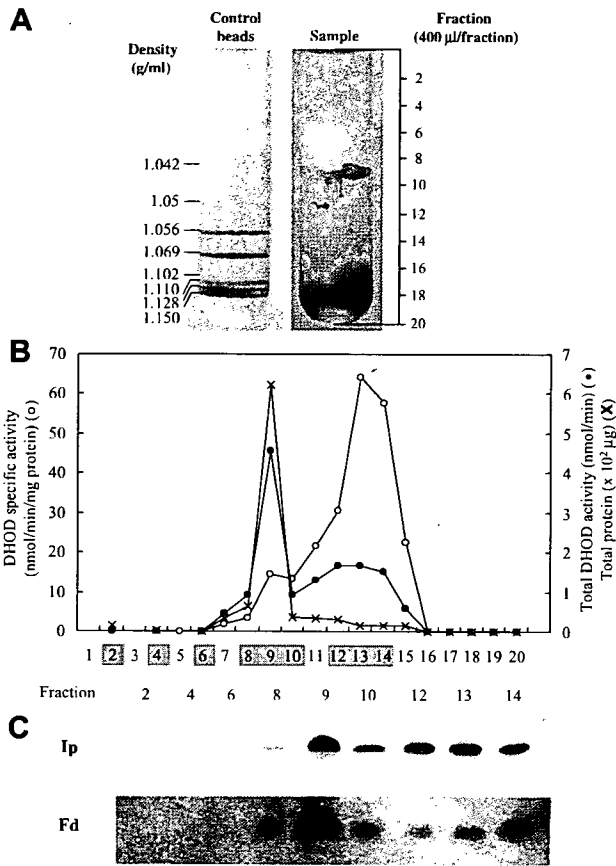 A
Control
beads
Sample
Fraction
(400 µl/fraction)
Density
(g/ml)
1.042
1.05
1.056
1.069
1.102
1.110
1.128
1.150
2
4
6
8
10
12
14
16
18
20
B
DHOD specific activity
(nmol/min/mg protein) (o)
70
60
50
40
30
20
10
0
7
6
5
4
3
2
1
0
Total DHOD activity (nmol/min) (•)
Total protein (x 10² µg) (X)
1 2 3 4 5 6 7 8 9 10 11 12 13 14 15 16 17 18 19 20
Fraction 2 4 6 8 9 10 12 13 14
C
Ip
Fd